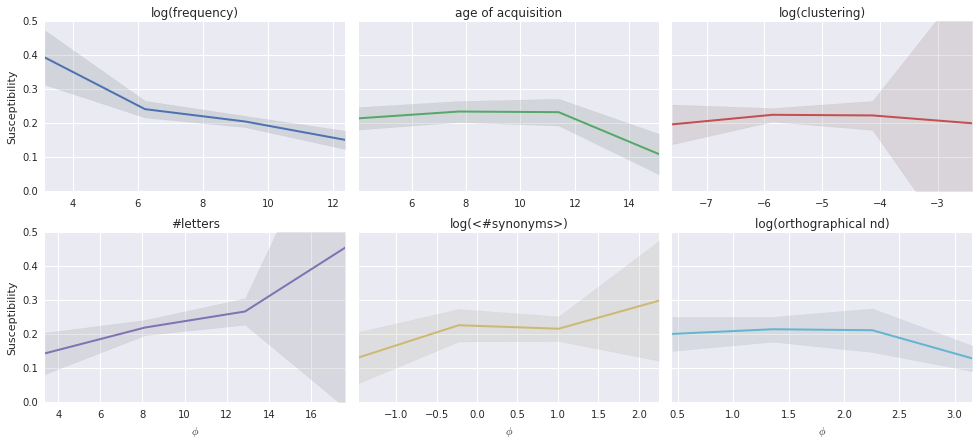 log(frequency) age of acquisition log(clustering)
0.5
0.4
0.3
0.2
0.1
0.0
Susceptibility
4 6 8 10 12
6 8 10 12 14
−7 −6 −5 −4 −3
#letters log(<#synonyms>) log(orthographical nd)
0.5
0.4
0.3
0.2
0.1
0.0
Susceptibility
4 6 8 10 12 14 16
−1.0 −0.5 0.0 0.5 1.0 1.5 2.0
0.5 1.0 1.5 2.0 2.5 3.0
ϕ ϕ ϕ